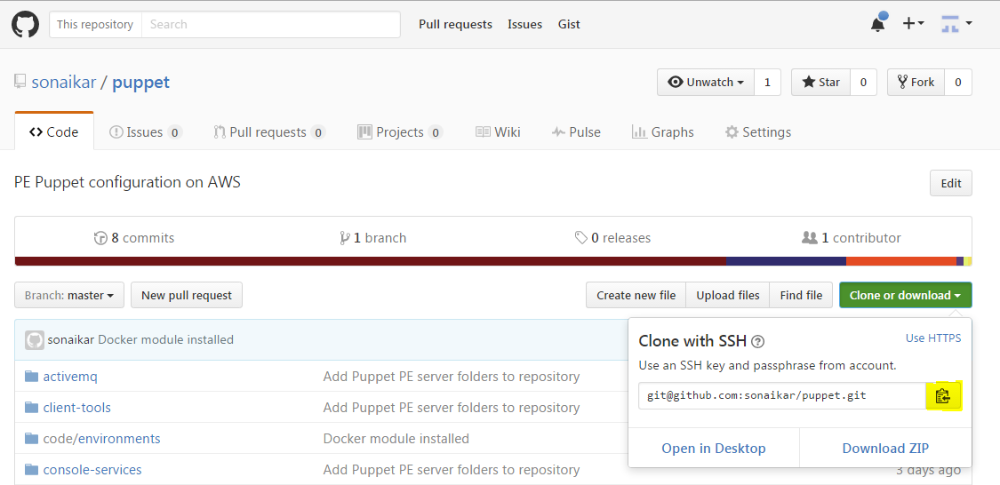 This repository Search Pull requests Issues Gist
sonaikar / puppet Unwatch 1 Star 0 Fork 0
Code Issues 0 Pull requests 0 Projects 0 Wiki Pulse Graphs Settings
PE Puppet configuration on AWS Edit
8 commits 1 branch 0 releases 1 contributor
Branch: master New pull request Create new file Upload files Find file Clone or download
sonaikar Docker module installed
Clone with SSH Use HTTPS
Use an SSH key and passphrase from account.
git@github.com:sonaikar/puppet.git
Open in Desktop Download ZIP
activemq Add Puppet PE server folders to repository
client-tools Add Puppet PE server folders to repository
code/environments Docker module installed
console-services Add Puppet PE server folders to repository 3 days ago